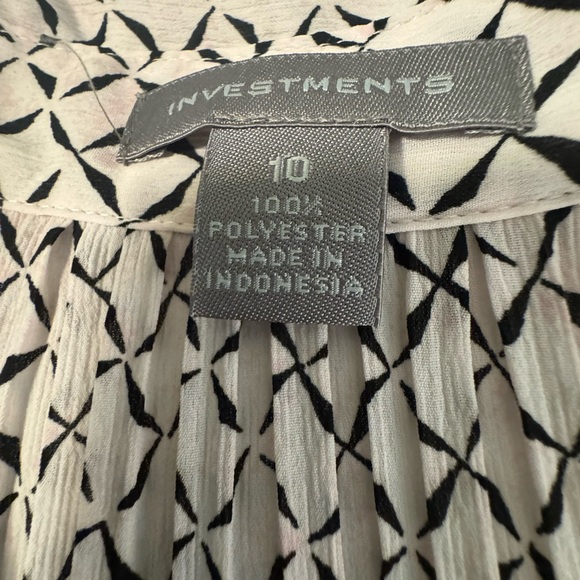 INVESTMENTS
10
100%
POLYESTER
MADE IN
INDONESIA